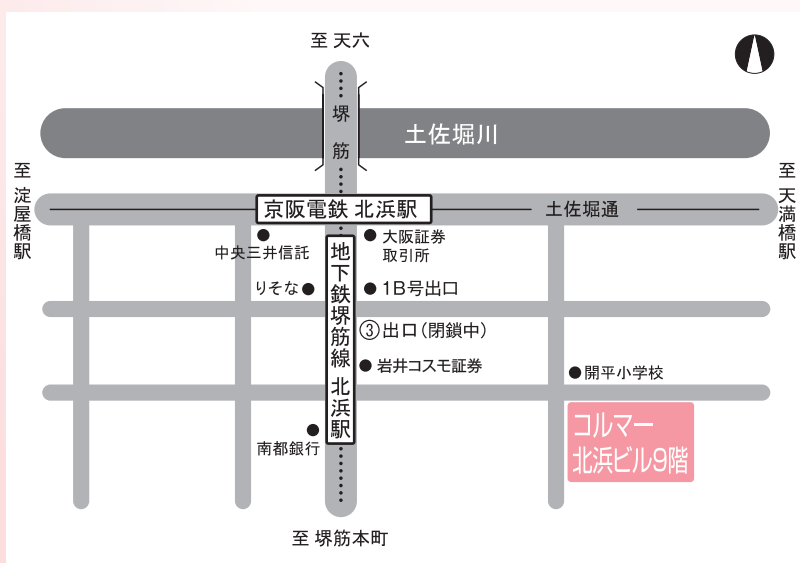 至 天六
堺筋
土佐堀川
至 淀屋橋駅
京阪電鉄 北浜駅
土佐堀通
至 天満橋駅
中央三井信託
大阪証券
取引所
地下鉄堺筋線 北浜駅
りそな
1B号出口
③出口(閉鎖中)
岩井コスモ証券
開平小学校
コルマー
北浜ビル9階
南都銀行
至 堺筋本町